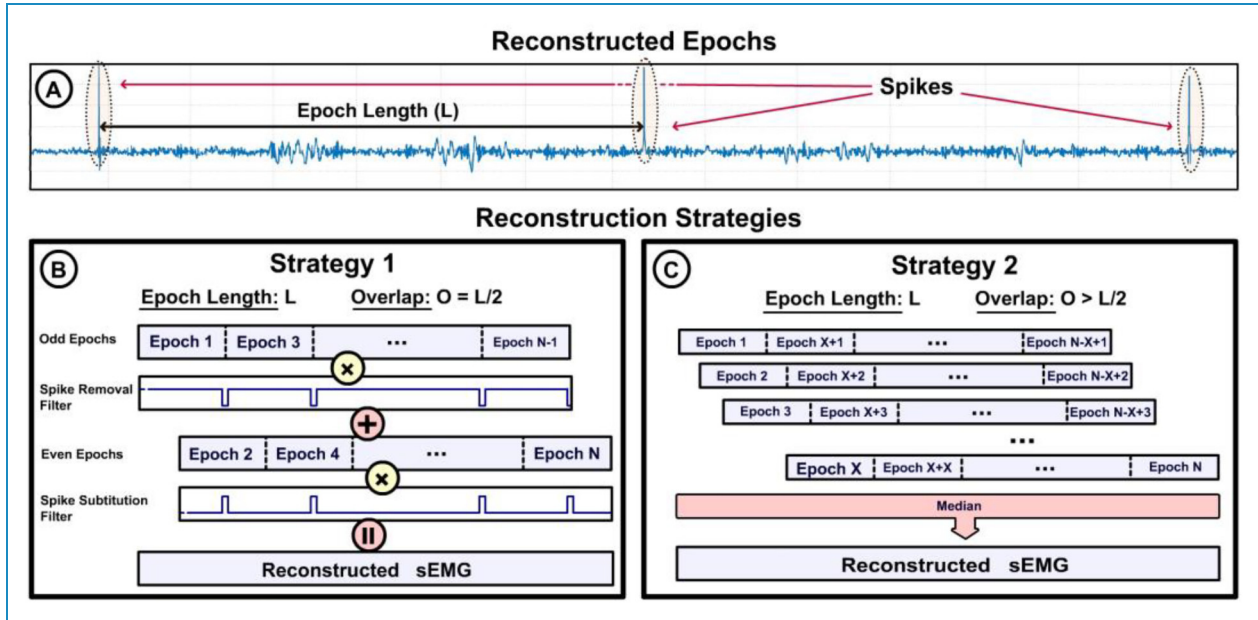 Reconstructed Epochs
A
Spikes
Epoch Length (L)
Reconstruction Strategies
B
Strategy 1
Epoch Length: L Overlap: O = L/2
Odd Epochs
Epoch 1 Epoch 3 ... Epoch N-1
×
Spike Removal
Filter
+
Even Epochs
Epoch 2 Epoch 4 ... Epoch N
×
Spike Subtitution
Filter
=
Reconstructed sEMG
C
Strategy 2
Epoch Length: L Overlap: O > L/2
Epoch 1 Epoch X+1 ... Epoch N-X+1
Epoch 2 Epoch X+2 ... Epoch N-X+2
Epoch 3 Epoch X+3 ... Epoch N-X+3
...
Epoch X Epoch X+X ... Epoch N
Median
Reconstructed sEMG